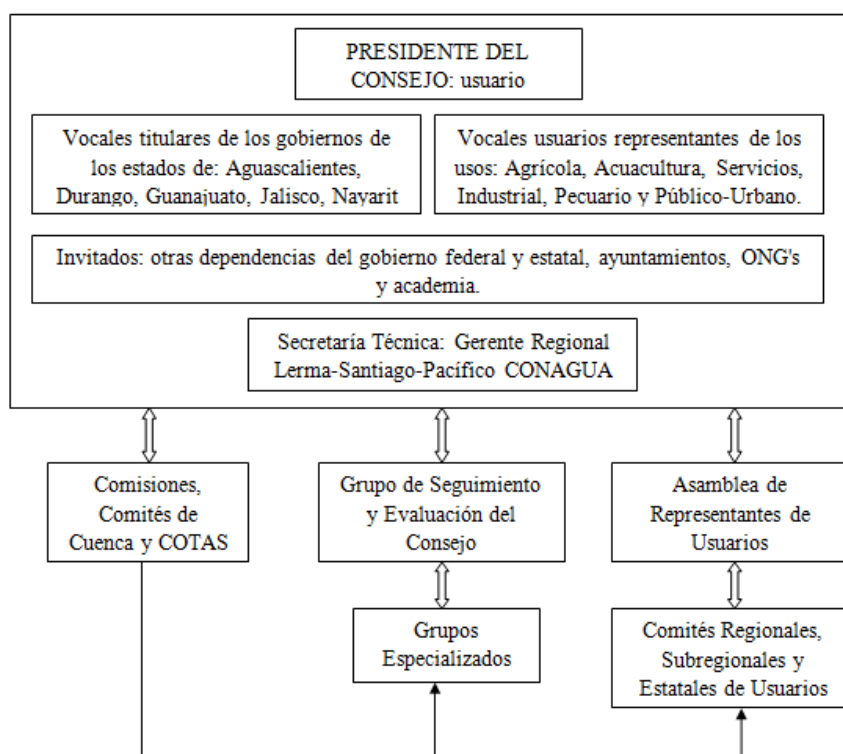 PRESIDENTE DEL
CONSEJO: usuario
Vocales titulares de los gobiernos de
los estados de: Aguascalientes,
Durango, Guanajuato, Jalisco, Nayarit
Vocales usuarios representantes de los
usos: Agrícola, Acuacultura, Servicios,
Industrial, Pecuario y Público-Urbano.
Invitados: otras dependencias del gobierno federal y estatal, ayuntamientos, ONG's
y academia.
Secretaría Técnica: Gerente Regional
Lerma-Santiago-Pacífico CONAGUA
Comisiones,
Comités de
Cuenca y COTAS
Grupo de Seguimiento
y Evaluación del
Consejo
Asamblea de
Representantes de
Usuarios
Grupos
Especializados
Comités Regionales,
Subregionales y
Estatales de Usuarios